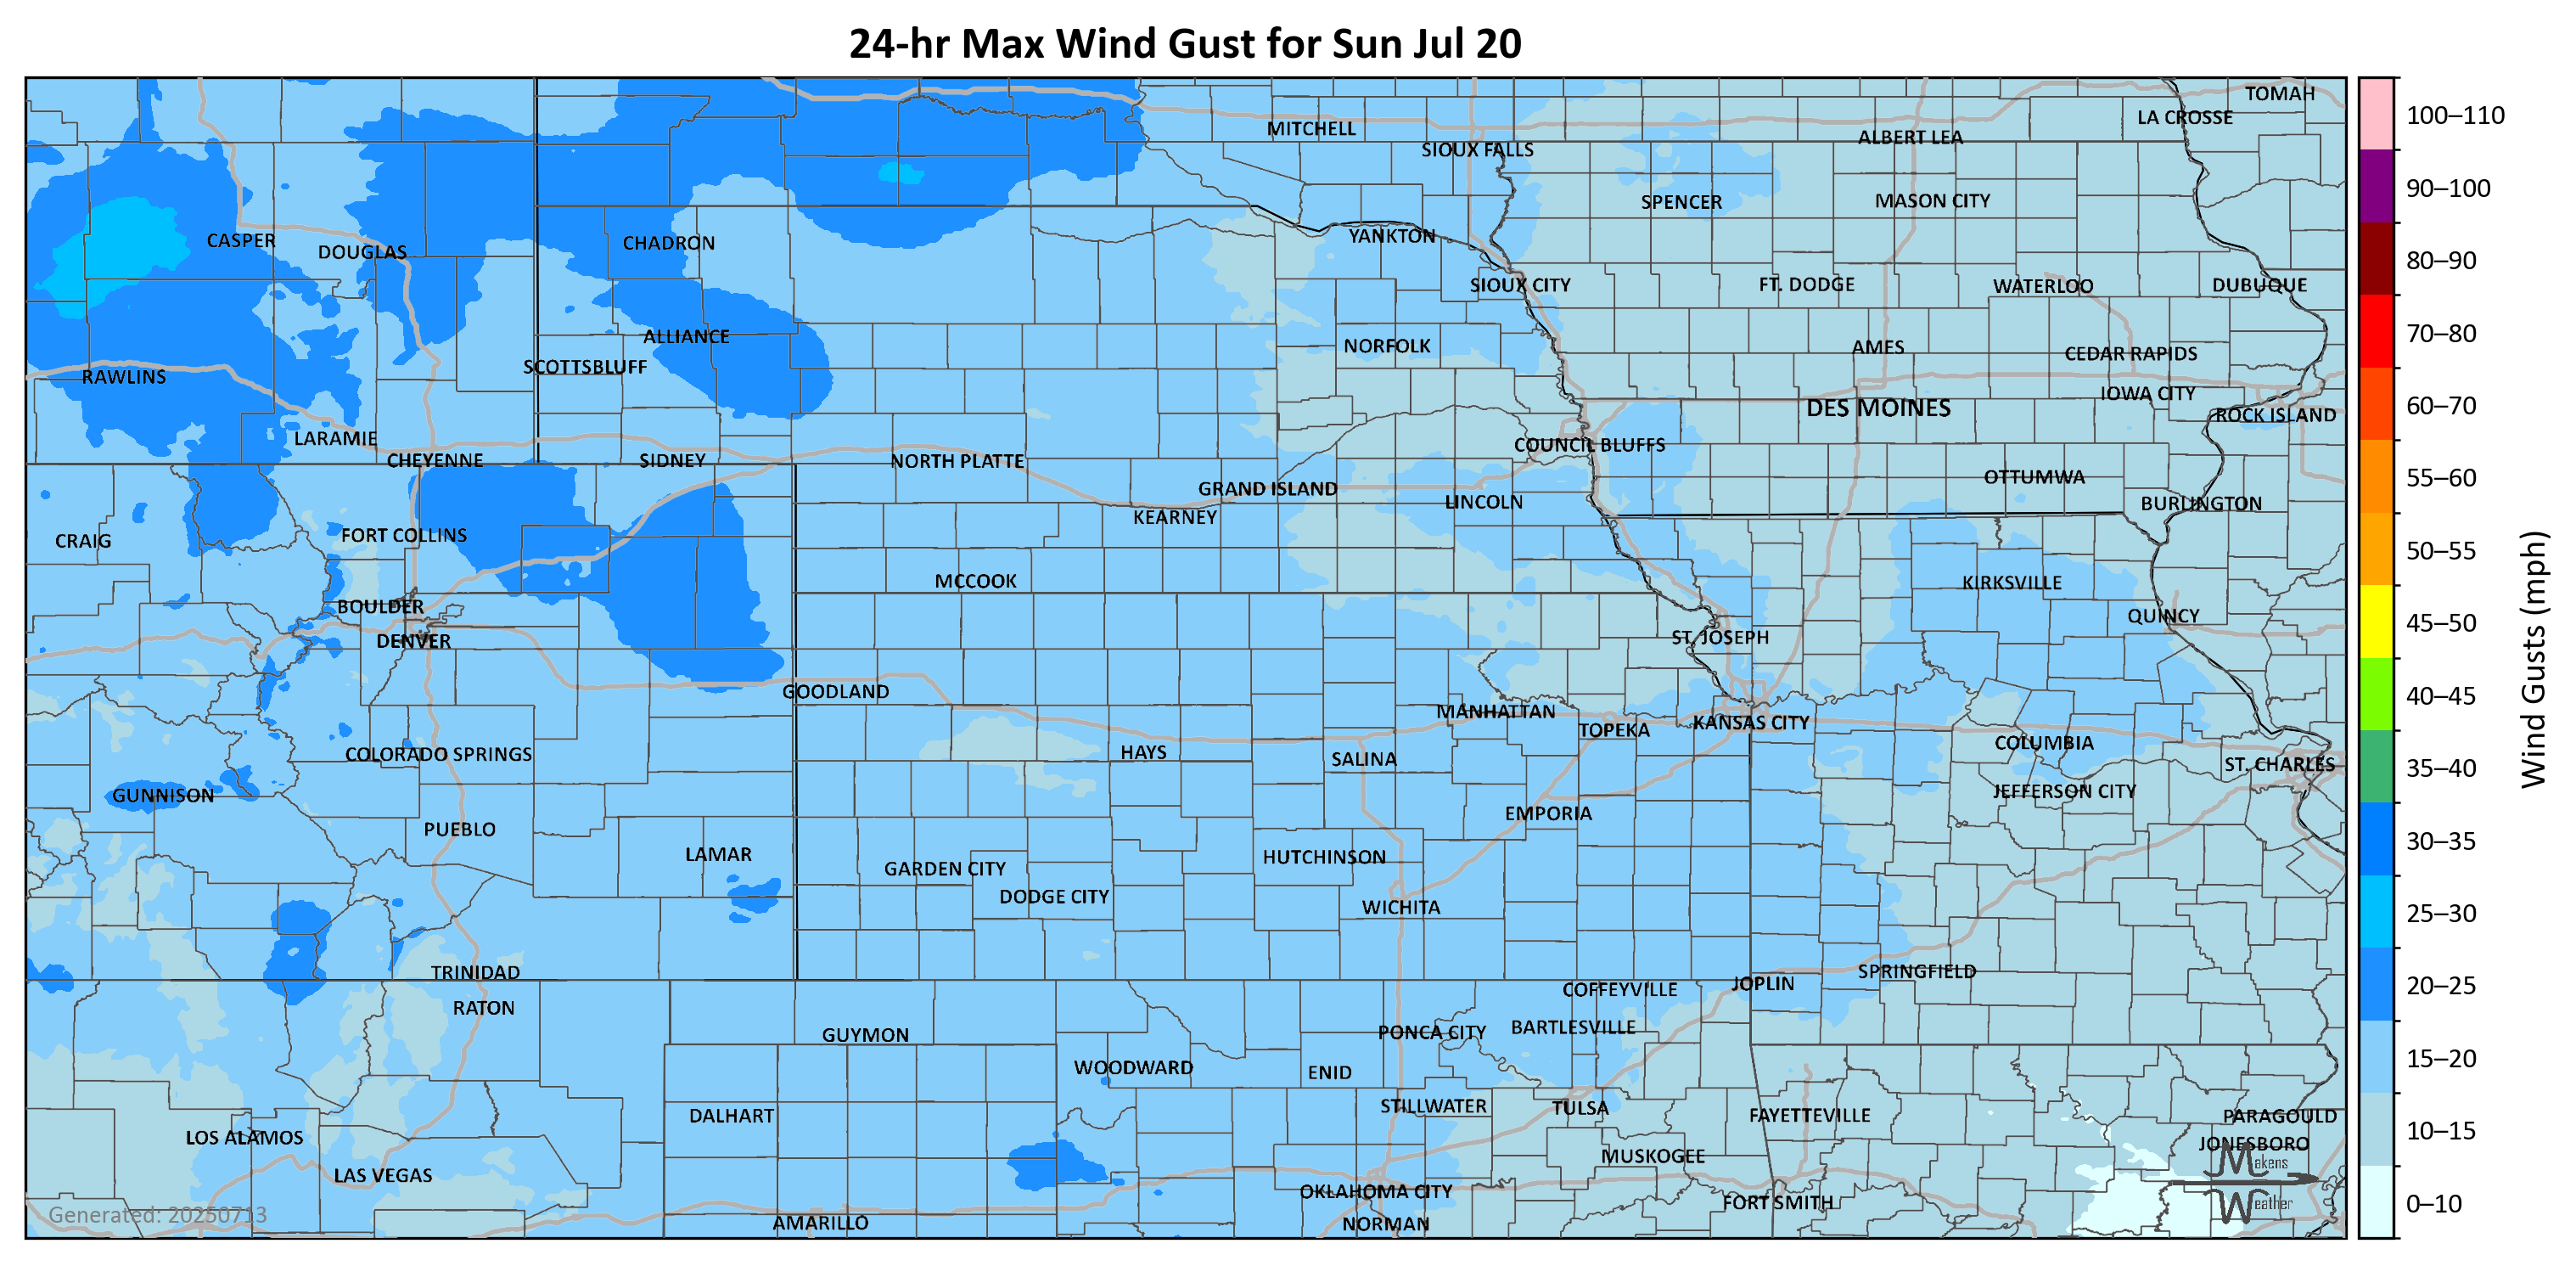 24-hr Max Wind Gust for Sun Jul 20
TOMAH
LA CROSSE
MITCHELL
ALBERT LEA
SIOUX FALLS
SPENCER
MASON CITY
CASPER
DOUGLAS
CHADRON
YANKTON
SIOUX CITY
FT. DODGE
WATERLOO
DUBUQUE
ALLIANCE
NORFOLK
AMES
CEDAR RAPIDS
SCOTTSBLUFF
RAWLINS
IOWA CITY
DES MOINES
ROCK ISLAND
LARAMIE
COUNCIL BLUFFS
CHEYENNE
SIDNEY
NORTH PLATTE
OTTUMWA
GRAND ISLAND
LINCOLN
BURLINGTON
KEARNEY
CRAIG
FORT COLLINS
MCCOOK
KIRKSVILLE
BOULDER
QUINCY
DENVER
ST. JOSEPH
GOODLAND
MANHATTAN
TOPEKA
KANSAS CITY
COLUMBIA
COLORADO SPRINGS
HAYS
SALINA
ST. CHARLES
GUNNISON
JEFFERSON CITY
EMPORIA
PUEBLO
LAMAR
HUTCHINSON
GARDEN CITY
DODGE CITY
WICHITA
TRINIDAD
SPRINGFIELD
JOPLIN
COFFEYVILLE
RATON
GUYMON
PONCA CITY
BARTLESVILLE
WOODWARD
ENID
STILLWATER
TULSA
DALHART
FAYETTEVILLE
PARAGOULD
LOS ALAMOS
JONESBORO
MUSKOGEE
LAS VEGAS
OKLAHOMA CITY
FORT SMITH
AMARILLO
NORMAN
Generated: 20250713
Makens
Weather
100–110
90–100
80–90
70–80
60–70
55–60
50–55
45–50
40–45
35–40
30–35
25–30
20–25
15–20
10–15
0–10
Wind Gusts (mph)